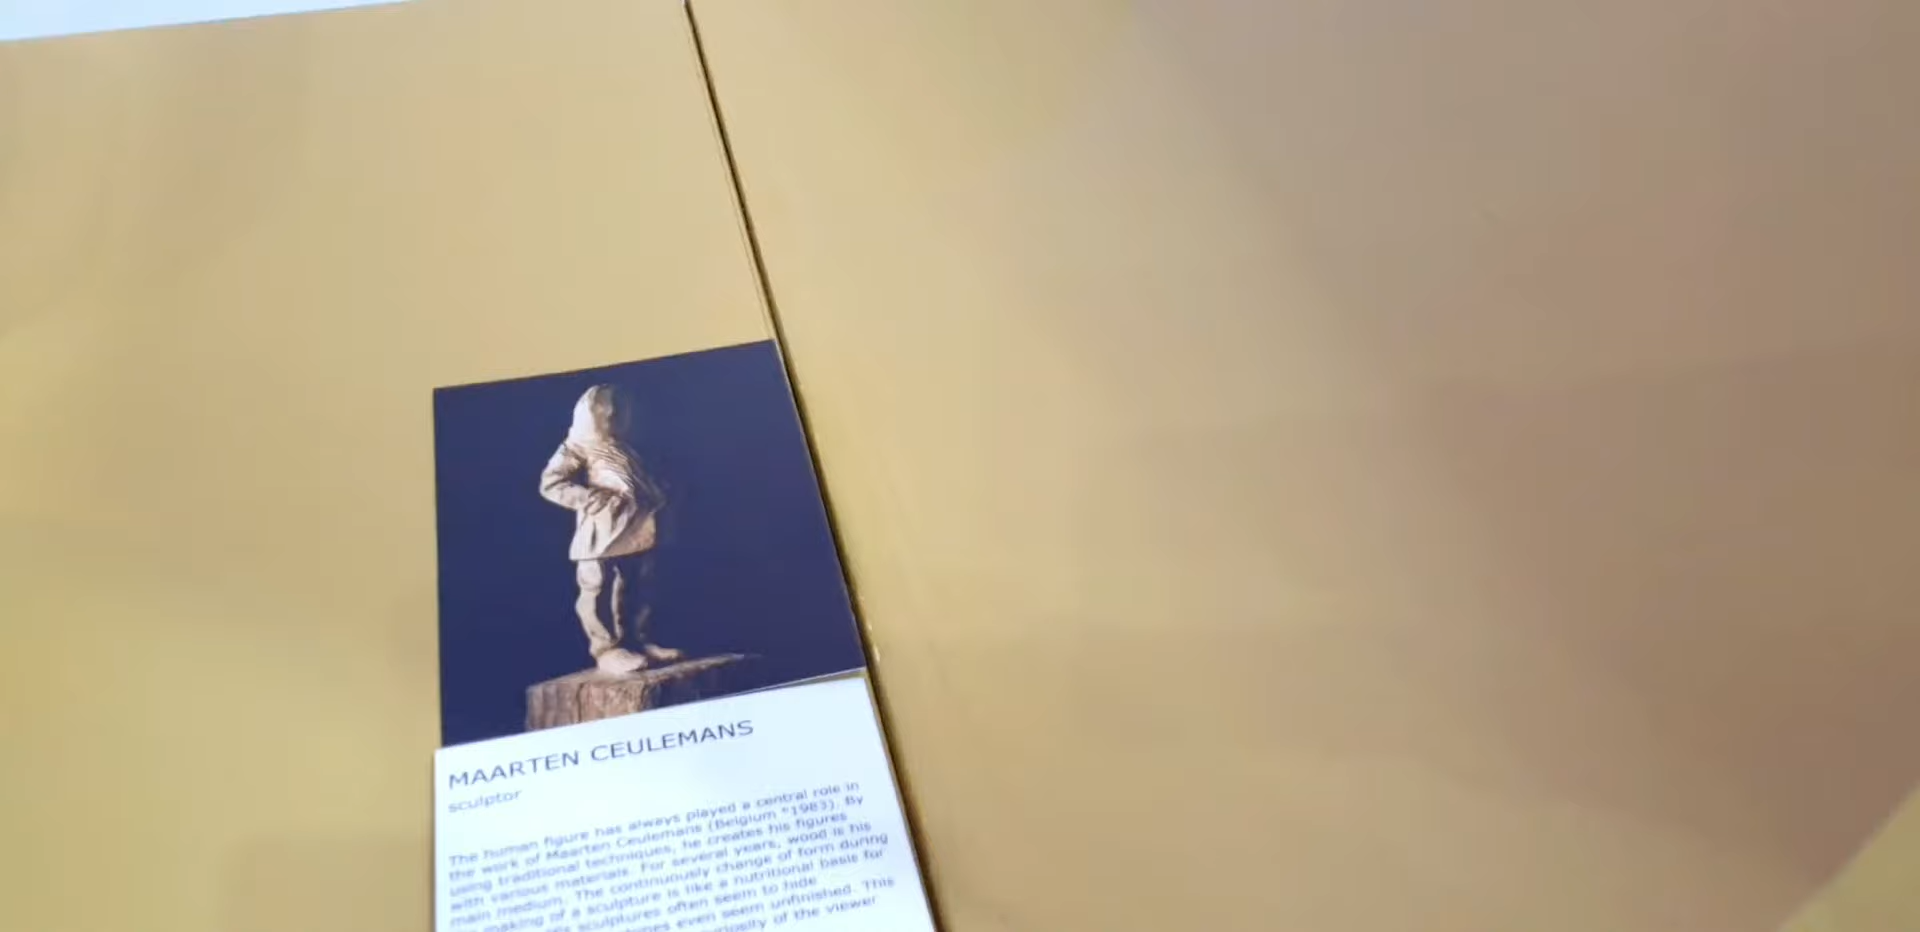 MAARTEN CEULEMANS
sculptor
The human figure has always played a central role in
the work of Maarten Ceulemans (Belgium °1983). By
using traditional techniques, he creates his figures
with various materials. For several years, wood is his
main medium. The continuously change of form during
making of a sculpture is like a nutritional basis for
sculptures often seem to hide
even seem unfinished. This
of the viewer